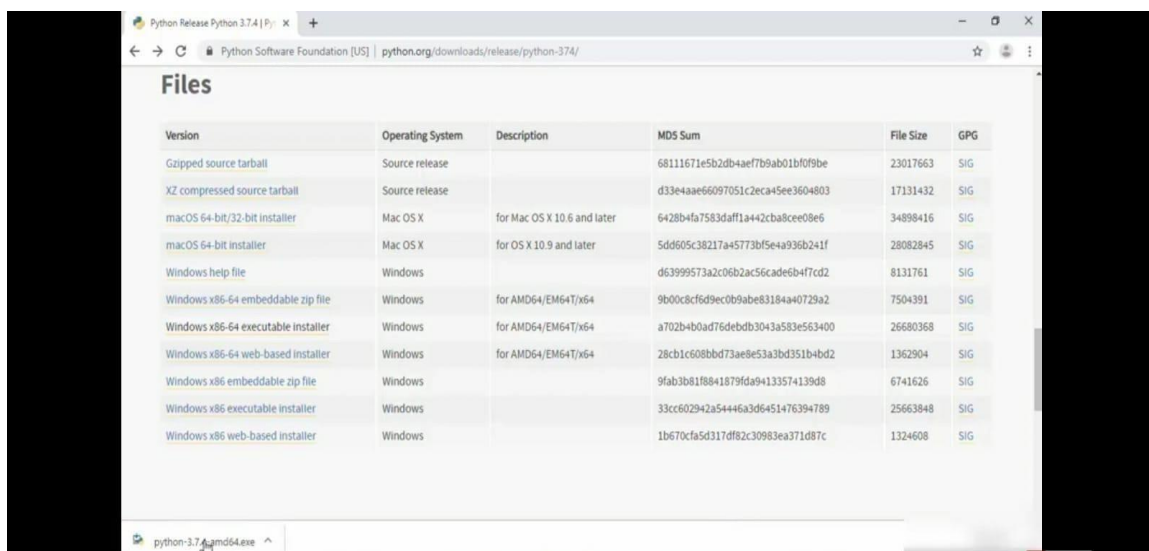 Python Release Python 3.7.4 | Py
Python Software Foundation [US] | python.org/downloads/release/python-374/
Files
Version Operating System Description MD5 Sum File Size GPG
Gzipped source tarball Source release 68111671e5b2db4aef7b9ab01bf0f9be 23017663 SIG
XZ compressed source tarball Source release d33e4aae66097051c2eca45ee3604803 17131432 SIG
macOS 64-bit/32-bit installer Mac OS X for Mac OS X 10.6 and later 6428b4fa7583daff1a442cba8cee08e6 34898416 SIG
macOS 64-bit installer Mac OS X for OS X 10.9 and later 5dd605c38217a45773bf5e4a936b241f 28082845 SIG
Windows help file Windows d63999573a2c06b2ac56cade6b4f7cd2 8131761 SIG
Windows x86-64 embeddable zip file Windows for AMD64/EM64T/x64 9b00c8cf6d9ec0b9abe83184a40729a2 7504391 SIG
Windows x86-64 executable installer Windows for AMD64/EM64T/x64 a702b4b0ad76debdb3043a583e563400 26680368 SIG
Windows x86-64 web-based installer Windows for AMD64/EM64T/x64 28cb1c608bbd73ae8e53a3bd351b4bd2 1362904 SIG
Windows x86 embeddable zip file Windows 9fab3b81f8841879fda94133574139d8 6741626 SIG
Windows x86 executable installer Windows 33cc602942a54446a3d6451476394789 25663848 SIG
Windows x86 web-based installer Windows 1b670cfa5d317df82c30983ea371d87c 1324608 SIG
python-3.7.4-amd64.exe